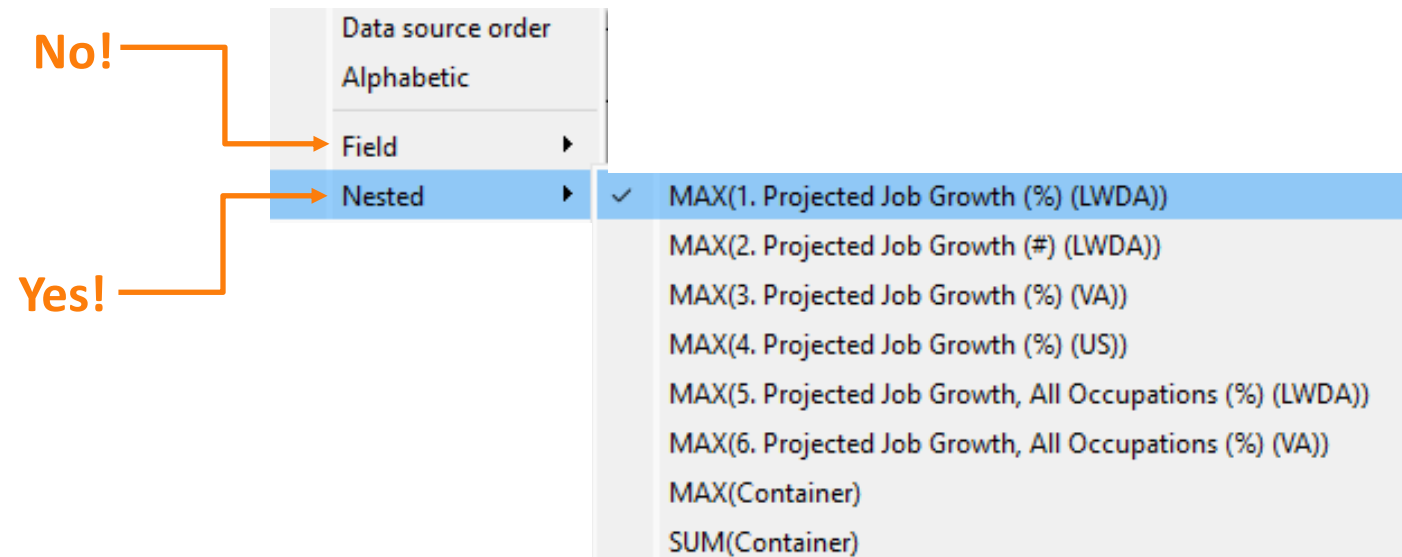 Data source order
No!
Alphabetic
Field
Nested
✓ MAX(1. Projected Job Growth (%) (LWDA))
MAX(2. Projected Job Growth (#) (LWDA))
Yes!
MAX(3. Projected Job Growth (%) (VA))
MAX(4. Projected Job Growth (%) (US))
MAX(5. Projected Job Growth, All Occupations (%) (LWDA))
MAX(6. Projected Job Growth, All Occupations (%) (VA))
MAX(Container)
SUM(Container)